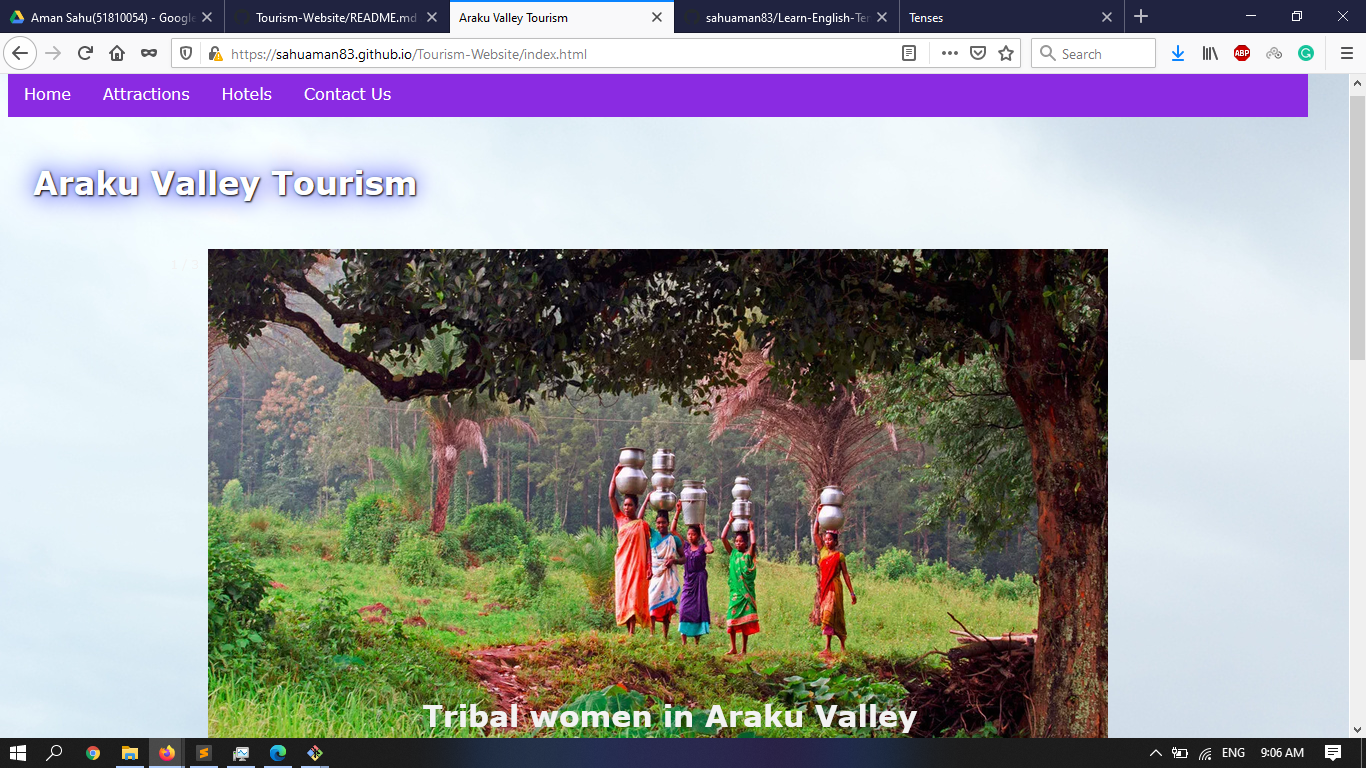 Aman Sahu(51810054) - Google
Tourism-Website/README.md
Araku Valley Tourism
sahuaman83/Learn-English-Ter
Tenses
https://sahuaman83.github.io/Tourism-Website/index.html
Search
ABP
Home
Attractions
Hotels
Contact Us
Araku Valley Tourism
1 / 3
Tribal women in Araku Valley
ENG
9:06 AM